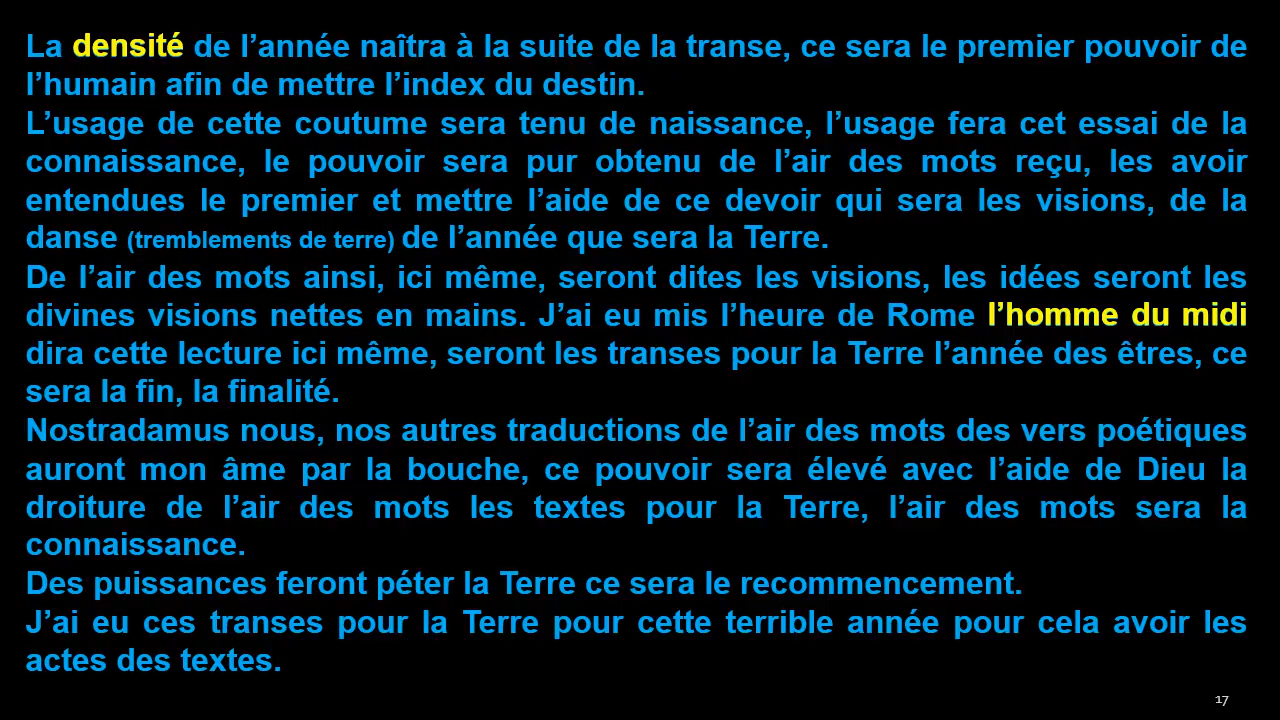 La densité de l’année naîtra à la suite de la transe, ce sera le premier pouvoir de
l’humain afin de mettre l’index du destin.
L’usage de cette coutume sera tenu de naissance, l’usage fera cet essai de la
connaissance, le pouvoir sera pur obtenu de l’air des mots reçu, les avoir
entendues le premier et mettre l’aide de ce devoir qui sera les visions, de la
danse (tremblements de terre) de l’année que sera la Terre.
De l’air des mots ainsi, ici même, seront dites les visions, les idées seront les
divines visions nettes en mains. J’ai eu mis l’heure de Rome l’homme du midi
dira cette lecture ici même, seront les transes pour la Terre l’année des êtres, ce
sera la fin, la finalité.
Nostradamus nous, nos autres traductions de l’air des mots des vers poétiques
auront mon âme par la bouche, ce pouvoir sera élevé avec l’aide de Dieu la
droiture de l’air des mots les textes pour la Terre, l’air des mots sera la
connaissance.
Des puissances feront péter la Terre ce sera le recommencement.
J’ai eu ces transes pour la Terre pour cette terrible année pour cela avoir les
actes des textes.
17